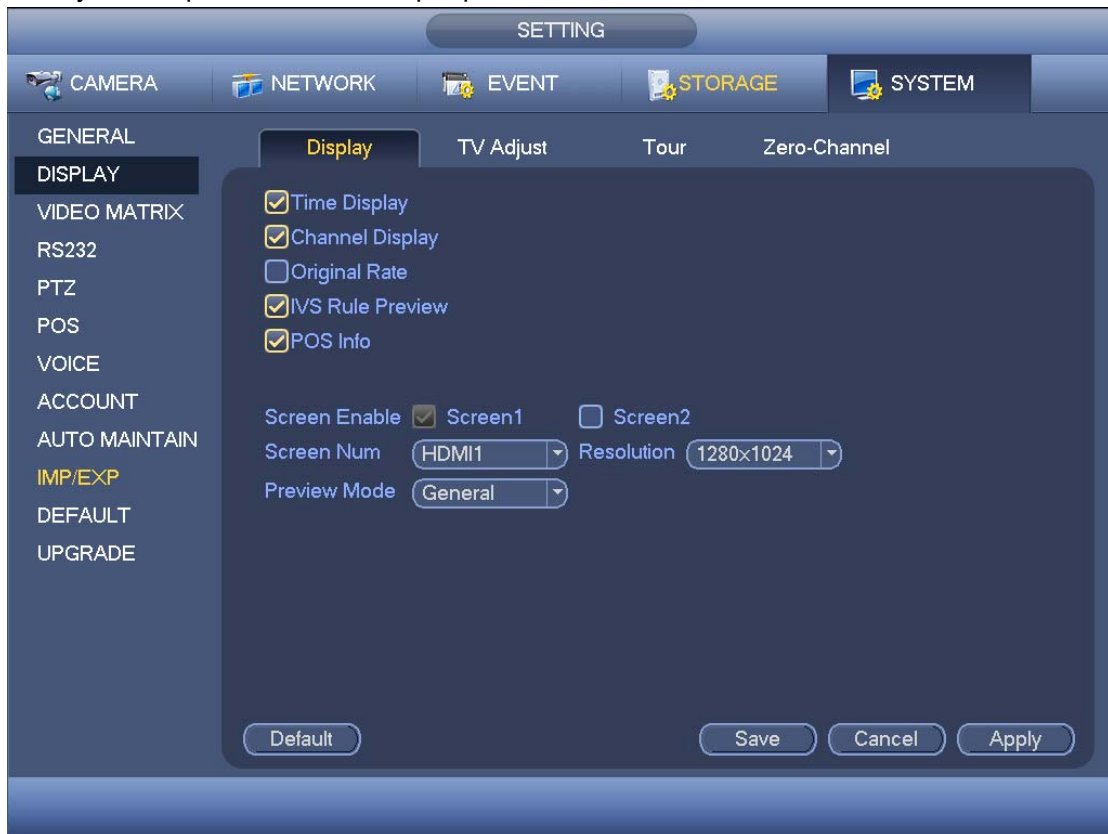 SETTING
CAMERA NETWORK EVENT STORAGE SYSTEM
GENERAL
DISPLAY
VIDEO MATRIX
RS232
PTZ
POS
VOICE
ACCOUNT
AUTO MAINTAIN
IMP/EXP
DEFAULT
UPGRADE
Display TV Adjust Tour Zero-Channel
Time Display
Channel Display
Original Rate
IVS Rule Preview
POS Info
Screen Enable Screen1 Screen2
Screen Num HDMI1 Resolution 1280×1024
Preview Mode General
Default Save Cancel Apply